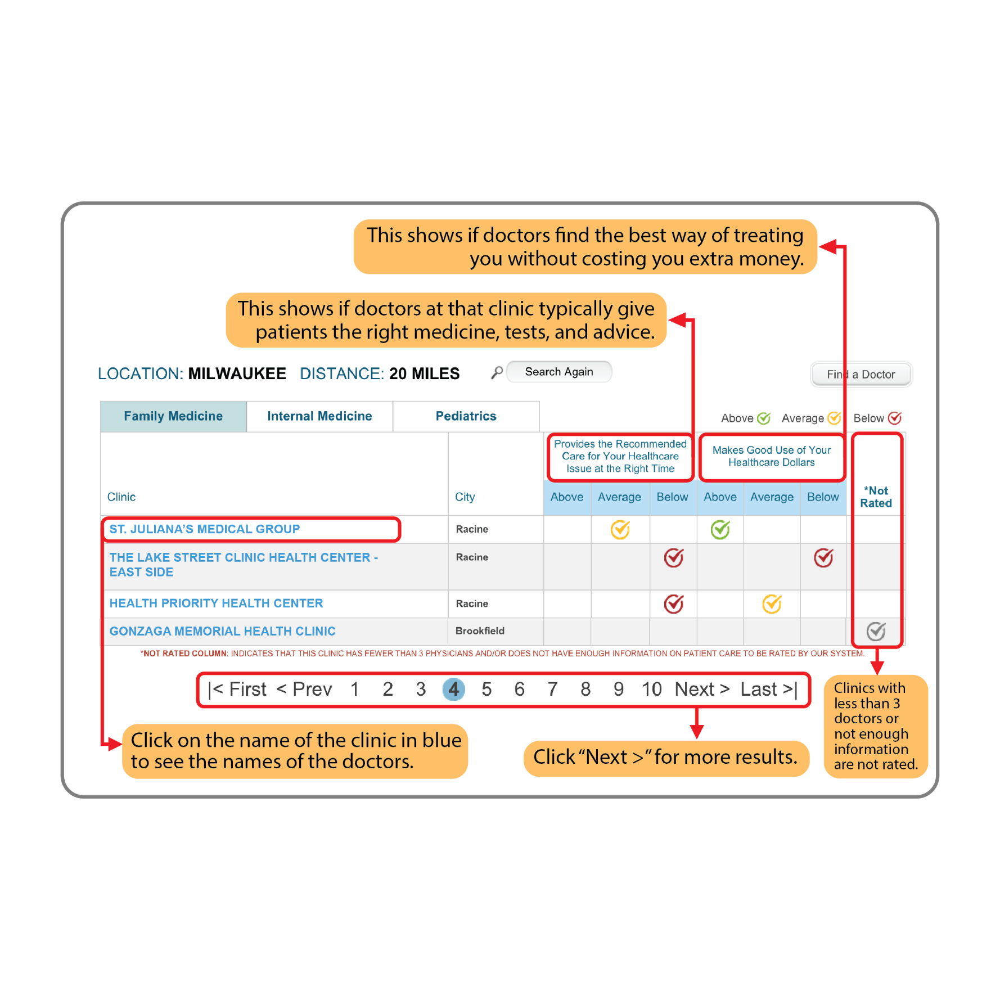 This shows if doctors find the best way of treating
you without costing you extra money.
This shows if doctors at that clinic typically give
patients the right medicine, tests, and advice.
LOCATION: MILWAUKEE DISTANCE: 20 MILES
Search Again
Find a Doctor
Family Medicine
Internal Medicine
Pediatrics
Above
Average
Below
Clinic
City
Provides the Recommended
Care for Your Healthcare
Issue at the Right Time
Makes Good Use of Your
Healthcare Dollars
Above
Average
Below
Above
Average
Below
*Not
Rated
ST. JULIANA’S MEDICAL GROUP
Racine
THE LAKE STREET CLINIC HEALTH CENTER -
EAST SIDE
Racine
HEALTH PRIORITY HEALTH CENTER
Racine
GONZAGA MEMORIAL HEALTH CLINIC
Brookfield
*NOT RATED COLUMN: INDICATES THAT THIS CLINIC HAS FEWER THAN 3 PHYSICIANS AND/OR DOES NOT HAVE ENOUGH INFORMATION ON PATIENT CARE TO BE RATED BY OUR SYSTEM.
|< First < Prev 1 2 3 4 5 6 7 8 9 10 Next > Last >|
Click on the name of the clinic in blue
to see the names of the doctors.
Click “Next >” for more results.
Clinics with
less than 3
doctors or
not enough
information
are not rated.